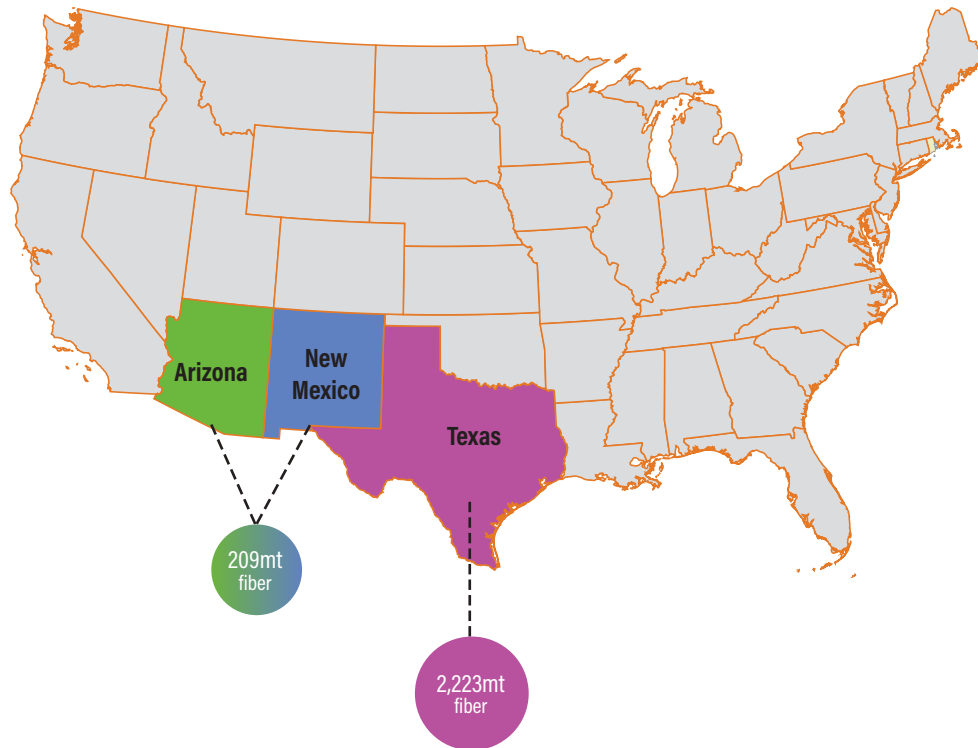 Arizona
New
Mexico
Texas
209mt
fiber
2,223mt
fiber